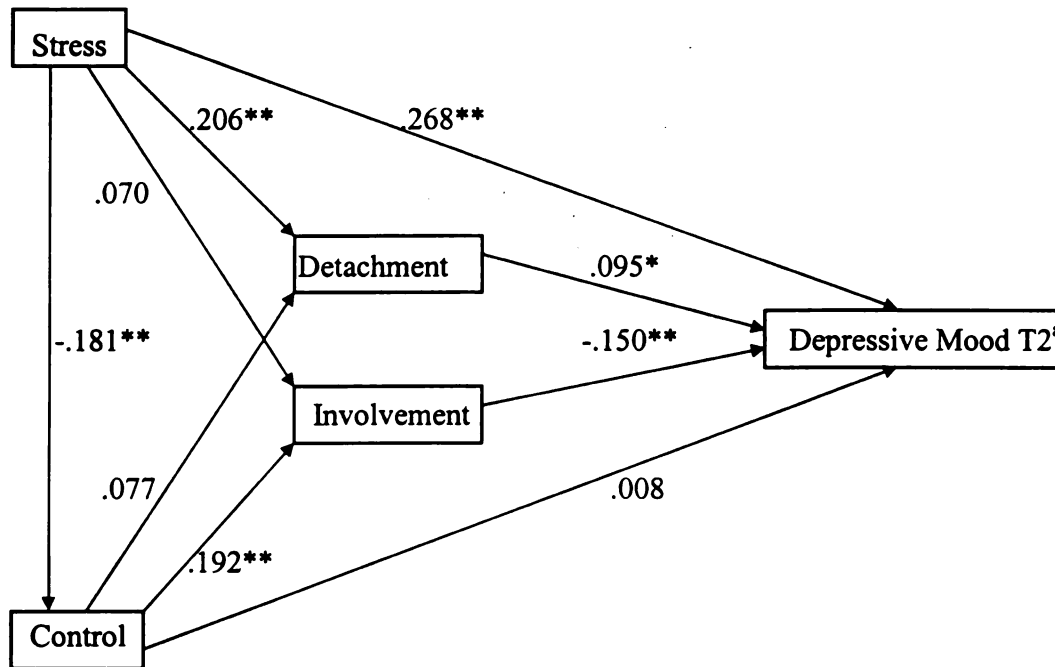 Stress
.206**
.268**
.070
Detachment
.095*
-.181**
-.150**
Depressive Mood T2
Involvement
.077
.008
.192**
Control